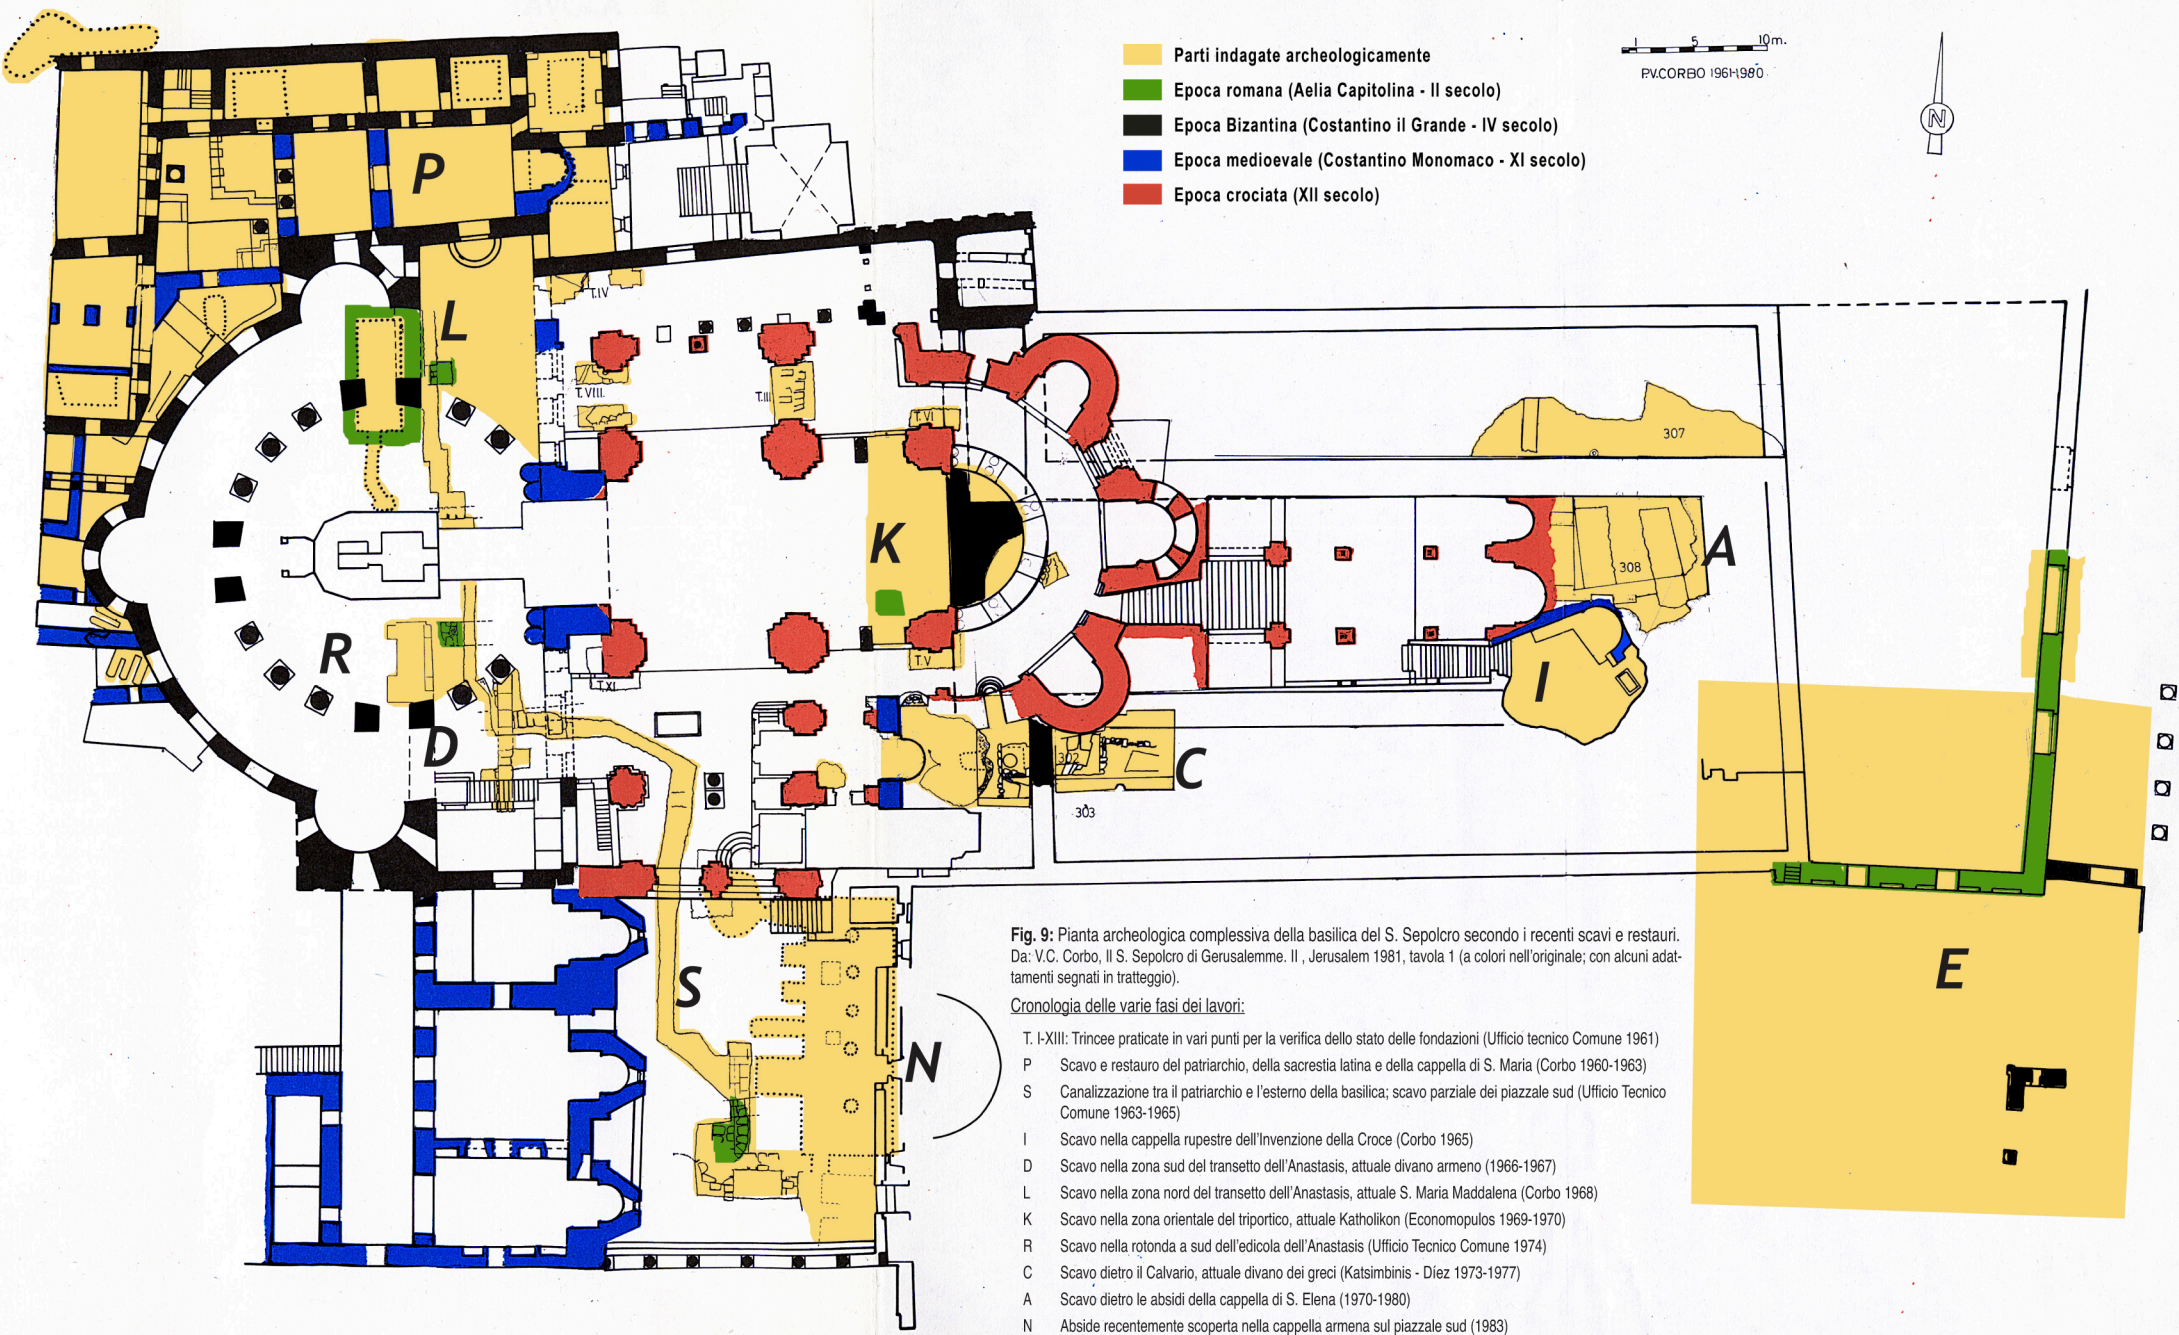 Parti indagate archeologicamente
Epoca romana (Aelia Capitolina - II secolo)
Epoca Bizantina (Costantino il Grande - IV secolo)
Epoca medioevale (Costantino Monomaco - XI secolo)
Epoca crociata (XII secolo)
1 5 10m.
P.V.CORBO 1961-1980
N
P
L
T.IV
T.VIII.
T.III
T.VI
307
K
A
308
R
I
T.V
T.XI
D
302
C
303
S
E
N
Fig. 9: Pianta archeologica complessiva della basilica del S. Sepolcro secondo i recenti scavi e restauri.
Da: V.C. Corbo, Il S. Sepolcro di Gerusalemme. II , Jerusalem 1981, tavola 1 (a colori nell'originale; con alcuni adat-
tamenti segnati in tratteggio).
Cronologia delle varie fasi dei lavori:
T. I-XIII: Trincee praticate in vari punti per la verifica dello stato delle fondazioni (Ufficio tecnico Comune 1961)
P Scavo e restauro del patriarchio, della sacrestia latina e della cappella di S. Maria (Corbo 1960-1963)
S Canalizzazione tra il patriarchio e l'esterno della basilica; scavo parziale dei piazzale sud (Ufficio Tecnico
Comune 1963-1965)
I Scavo nella cappella rupestre dell'Invenzione della Croce (Corbo 1965)
D Scavo nella zona sud del transetto dell'Anastasis, attuale divano armeno (1966-1967)
L Scavo nella zona nord del transetto dell'Anastasis, attuale S. Maria Maddalena (Corbo 1968)
K Scavo nella zona orientale del triportico, attuale Katholikon (Economopulos 1969-1970)
R Scavo nella rotonda a sud dell'edicola dell'Anastasis (Ufficio Tecnico Comune 1974)
C Scavo dietro il Calvario, attuale divano dei greci (Katsimbinis - Díez 1973-1977)
A Scavo dietro le absidi della cappella di S. Elena (1970-1980)
N Abside recentemente scoperta nella cappella armena sul piazzale sud (1983)